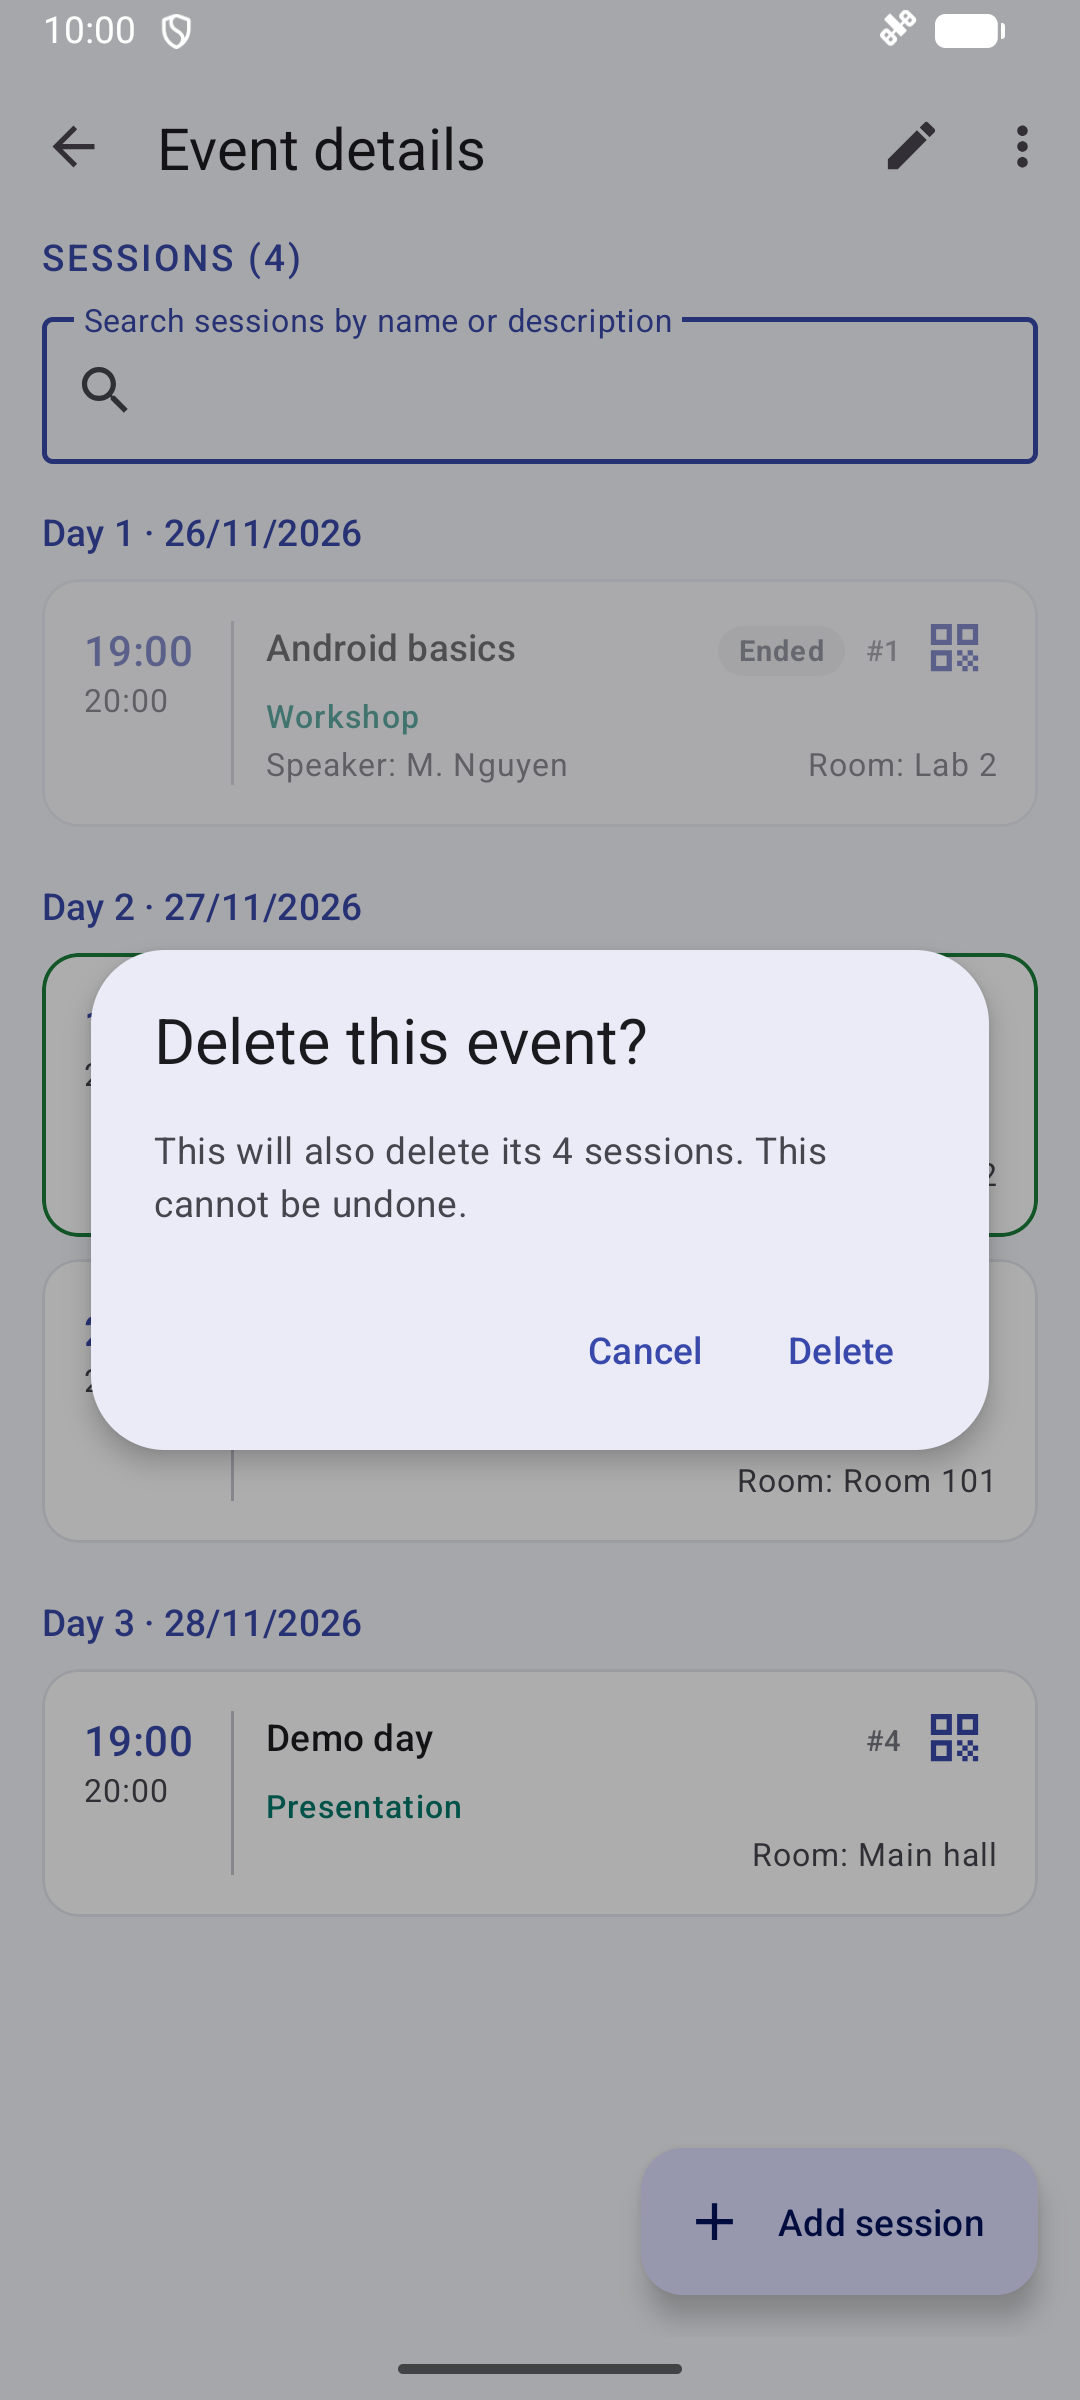 10:00
Event details
SESSIONS (4)
Search sessions by name or description
Day 1 · 26/11/2026
19:00
20:00
Android basics
Ended
#1
Workshop
Speaker: M. Nguyen
Room: Lab 2
Day 2 · 27/11/2026
Delete this event?
This will also delete its 4 sessions. This
cannot be undone.
Cancel
Delete
Room: Room 101
Day 3 · 28/11/2026
19:00
20:00
Demo day
#4
Presentation
Room: Main hall
Add session